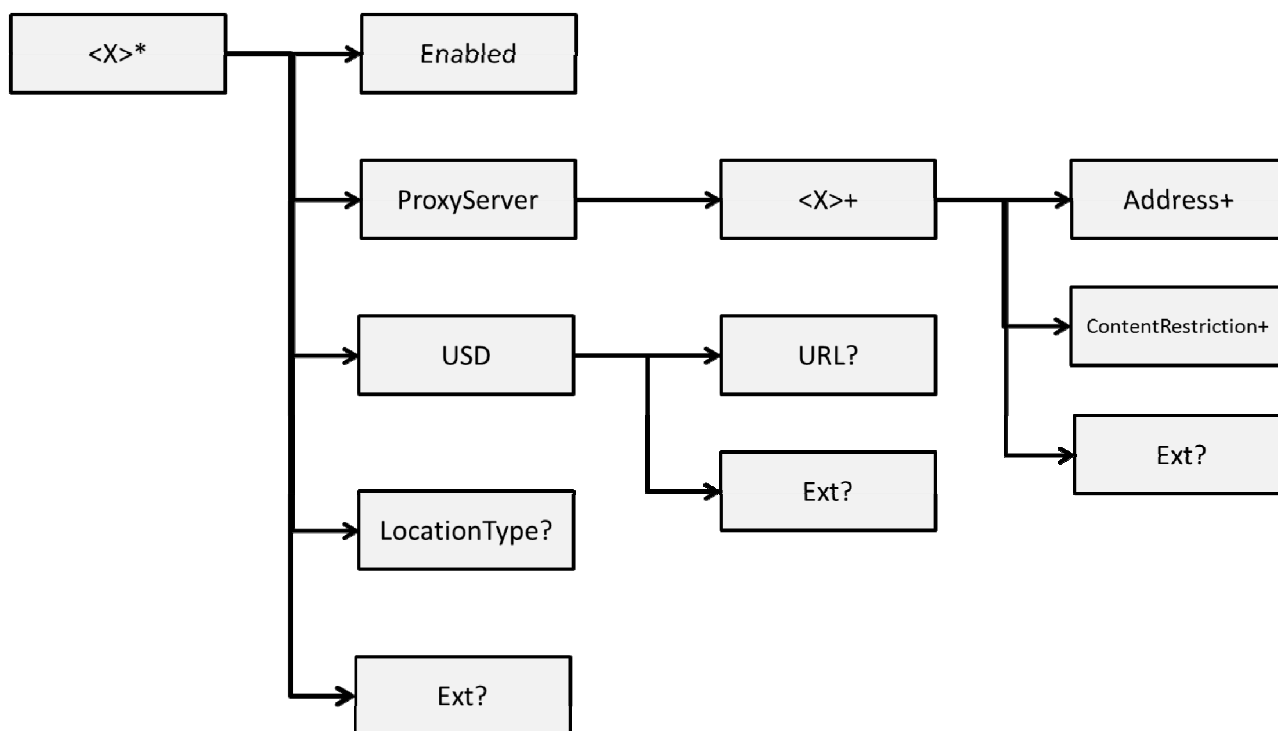 <X>*
Enabled
ProxyServer
<X>+
Address+
ContentRestriction+
USD
URL?
Ext?
Ext?
LocationType?
Ext?